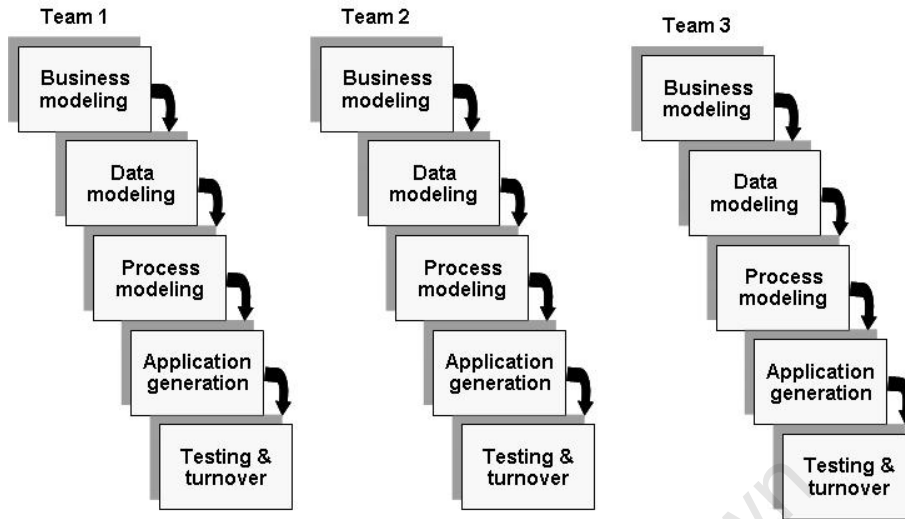 Team 1
Business
modeling
Data
modeling
Process
modeling
Application
generation
Testing &
turnover
Team 2
Business
modeling
Data
modeling
Process
modeling
Application
generation
Testing &
turnover
Team 3
Business
modeling
Data
modeling
Process
modeling
Application
generation
Testing &
turnover